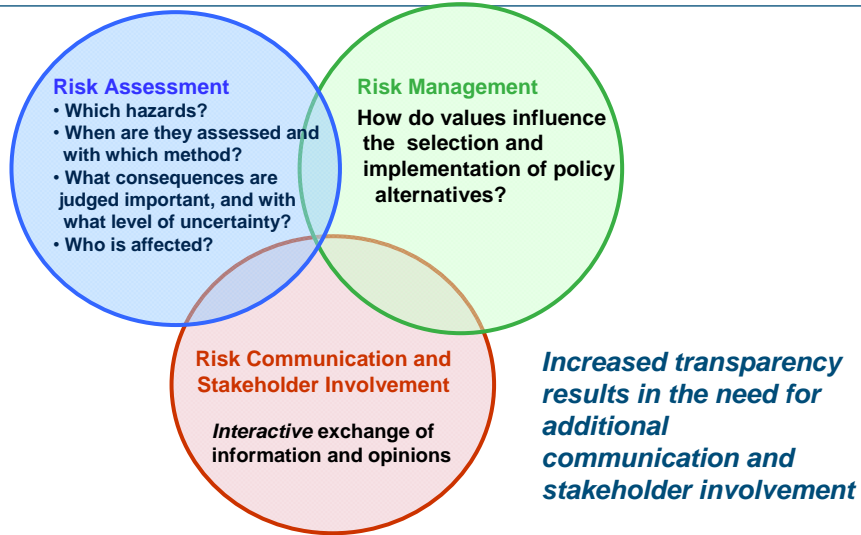 Risk Assessment
• Which hazards?
• When are they assessed and
with which method?
• What consequences are
judged important, and with
what level of uncertainty?
• Who is affected?
Risk Management
How do values influence
the selection and
implementation of policy
alternatives?
Risk Communication and
Stakeholder Involvement
Interactive exchange of
information and opinions
Increased transparency
results in the need for
additional
communication and
stakeholder involvement